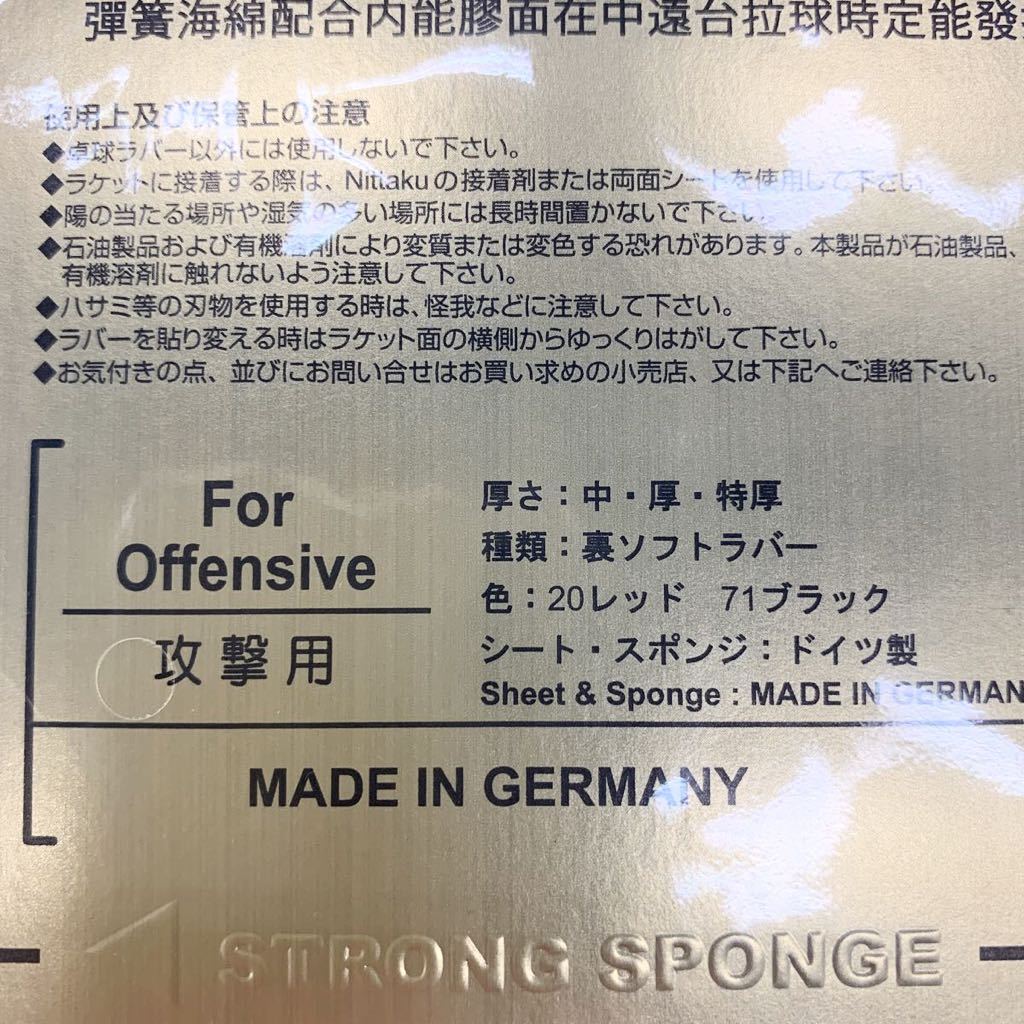 彈簧海綿配合內能膠面在中遠台拉球時定能發
使用上及び保管上の注意
◆卓球ラバー以外には使用しないで下さい。
◆ラケットに接着する際は、Nittakuの接着剤または両面シートを使用して下さい。
◆陽の当たる場所や湿気の多い場所には長時間置かないで下さい。
◆石油製品および有機溶剤により変質または変色する恐れがあります。本製品が石油製品、
有機溶剤に触れないよう注意して下さい。
◆ハサミ等の刃物を使用する時は、怪我などに注意して下さい。
◆ラバーを貼り変える時はラケット面の横側からゆっくりはがして下さい。
◆お気付きの点、並びにお問い合せはお買い求めの小売店、又は下記へご連絡下さい。
For
Offensive
攻撃用
厚さ：中・厚・特厚
種類：裏ソフトラバー
色：20レッド 71ブラック
シート・スポンジ：ドイツ製
Sheet & Sponge : MADE IN GERMAN
MADE IN GERMANY
STRONG SPONGE